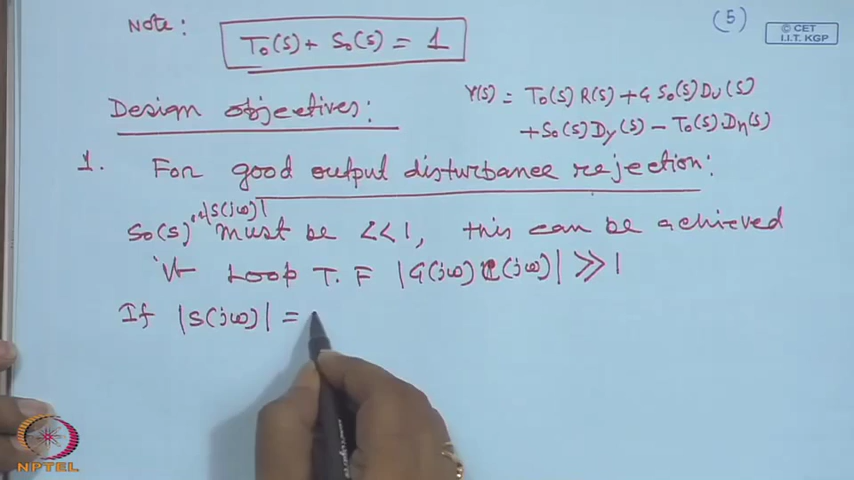 Note: T₀(s) + S₀(s) = 1
(5)
© CET
I.I.T. KGP
Design objectives:
Y(s) = T₀(s) R(s) + G S₀(s) Du(s)
+ S₀(s) Dy(s) − T₀(s) Dn(s)
1. For good output disturbance rejection:
|S(jω)|
S₀(s) must be <<1, this can be achieved
Loop T.F |G(jω) C(jω)| >> 1
If |S(jω)| =
NPTEL